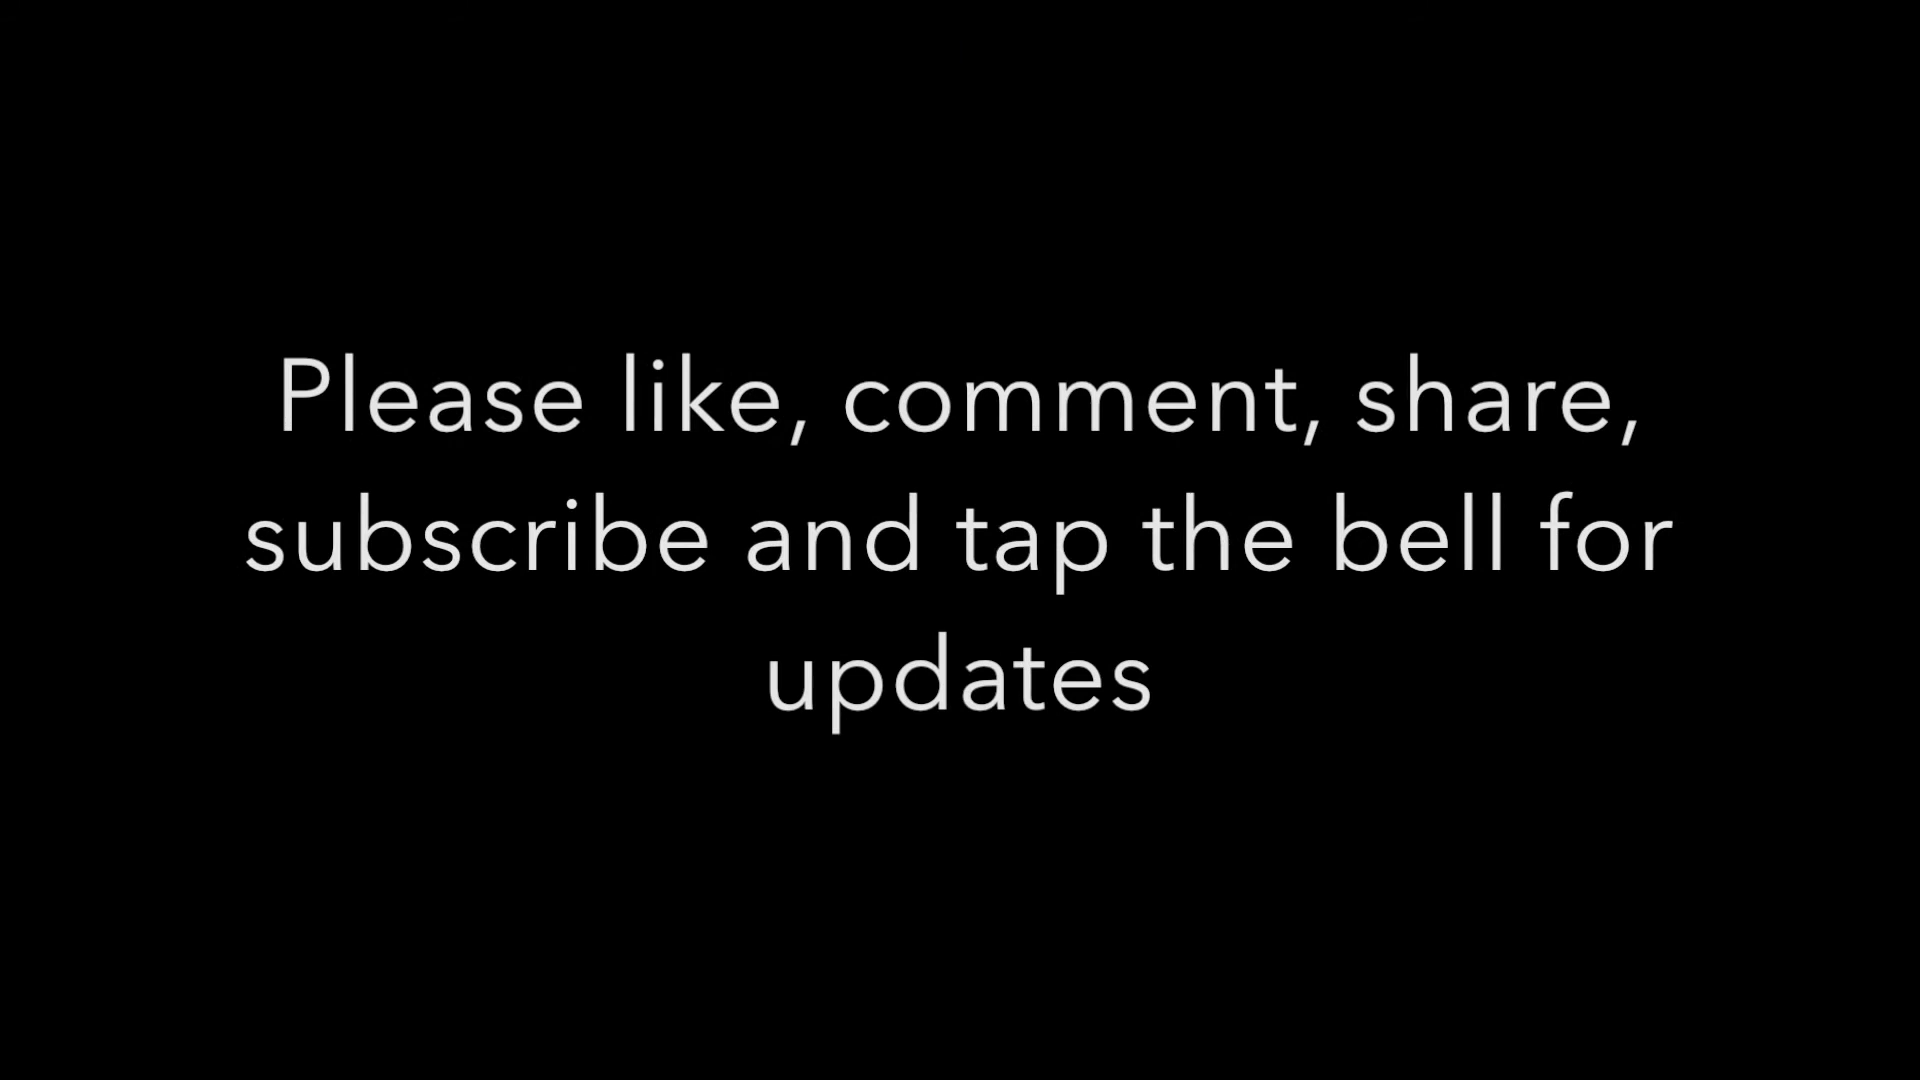 Please like, comment, share,
subscribe and tap the bell for
updates